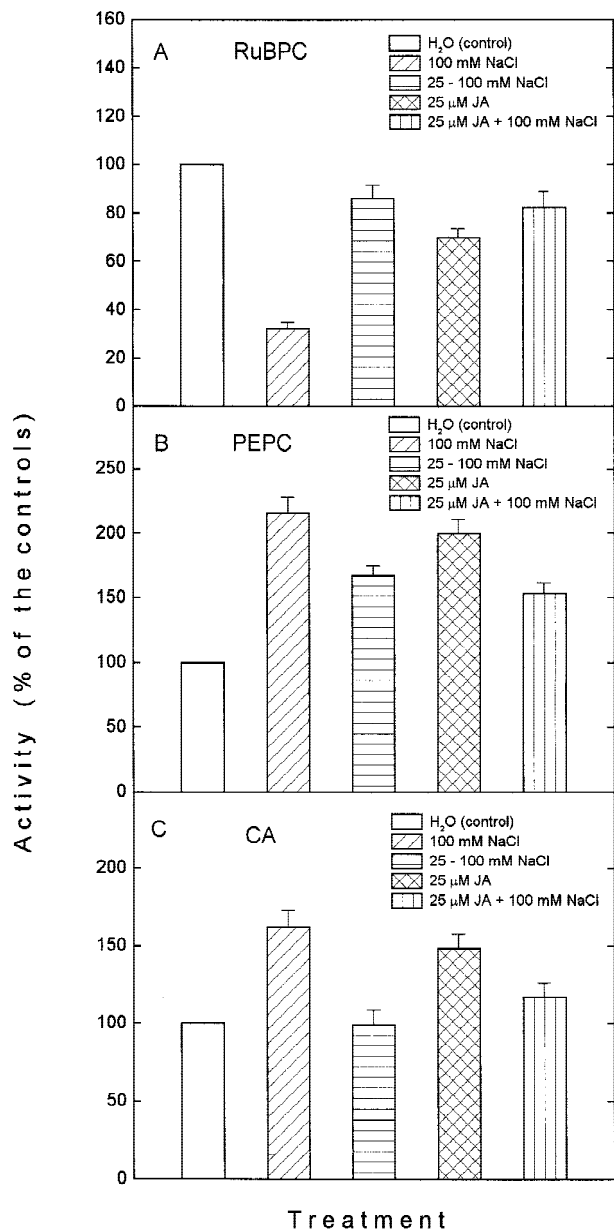 A RuBPC
H₂O (control)
100 mM NaCl
25 - 100 mM NaCl
25 μM JA
25 μM JA + 100 mM NaCl
160
140
120
100
80
60
40
20
0
B PEPC
H₂O (control)
100 mM NaCl
25 - 100 mM NaCl
25 μM JA
25 μM JA + 100 mM NaCl
250
200
150
100
50
0
C CA
H₂O (control)
100 mM NaCl
25 - 100 mM NaCl
25 μM JA
25 μM JA + 100 mM NaCl
200
150
100
50
0
Activity (% of the controls)
Treatment